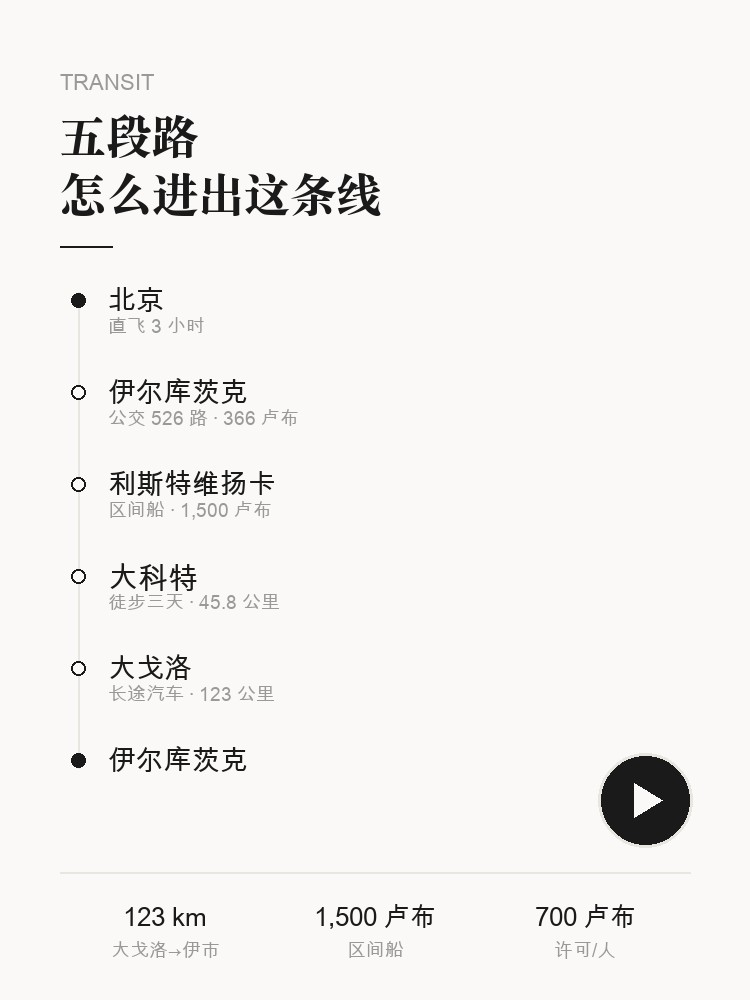 TRANSIT
五段路
怎么进出这条线
北京
直飞 3 小时
伊尔库茨克
公交 526 路 · 366 卢布
利斯特维扬卡
区间船 · 1,500 卢布
大科特
徒步三天 · 45.8 公里
大戈洛
长途汽车 · 123 公里
伊尔库茨克
123 km
1,500 卢布
700 卢布
大戈洛→伊市
区间船
许可/人